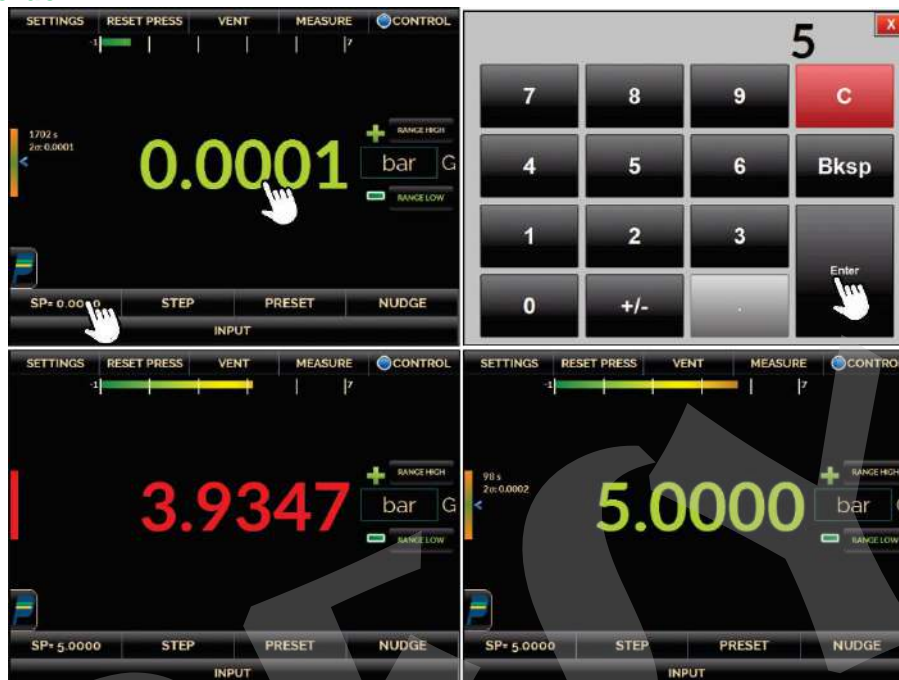 SETTINGS RESET PRESS VENT MEASURE CONTROL
-1 7
1702 s
2σ: 0.0001
0.0001
RANGE HIGH
bar G
RANGE LOW
SP= 0.00 0
STEP PRESET NUDGE
INPUT
X
5
7 8 9 C
4 5 6 Bksp
1 2 3
Enter
0 +/- .
SETTINGS RESET PRESS VENT MEASURE CONTROL
-1 7
RANGE HIGH
3.9347
bar G
RANGE LOW
SP= 5.0000 STEP PRESET NUDGE
INPUT
SETTINGS RESET PRESS VENT MEASURE CONTRO
-1 7
98 s
2σ: 0.0002
RANGE HIGH
5.0000
bar
RANGE LOW
SP= 5.0000 STEP PRESET NUDGE
INPUT